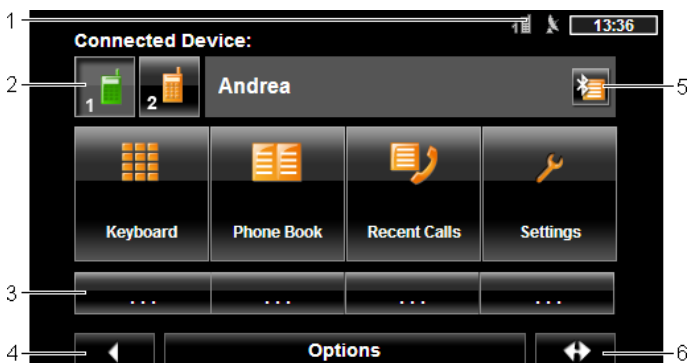 1
1 13:36
Connected Device:
2
1 2 Andrea
5
Keyboard Phone Book Recent Calls Settings
3
... ... ... ...
4
Options
6